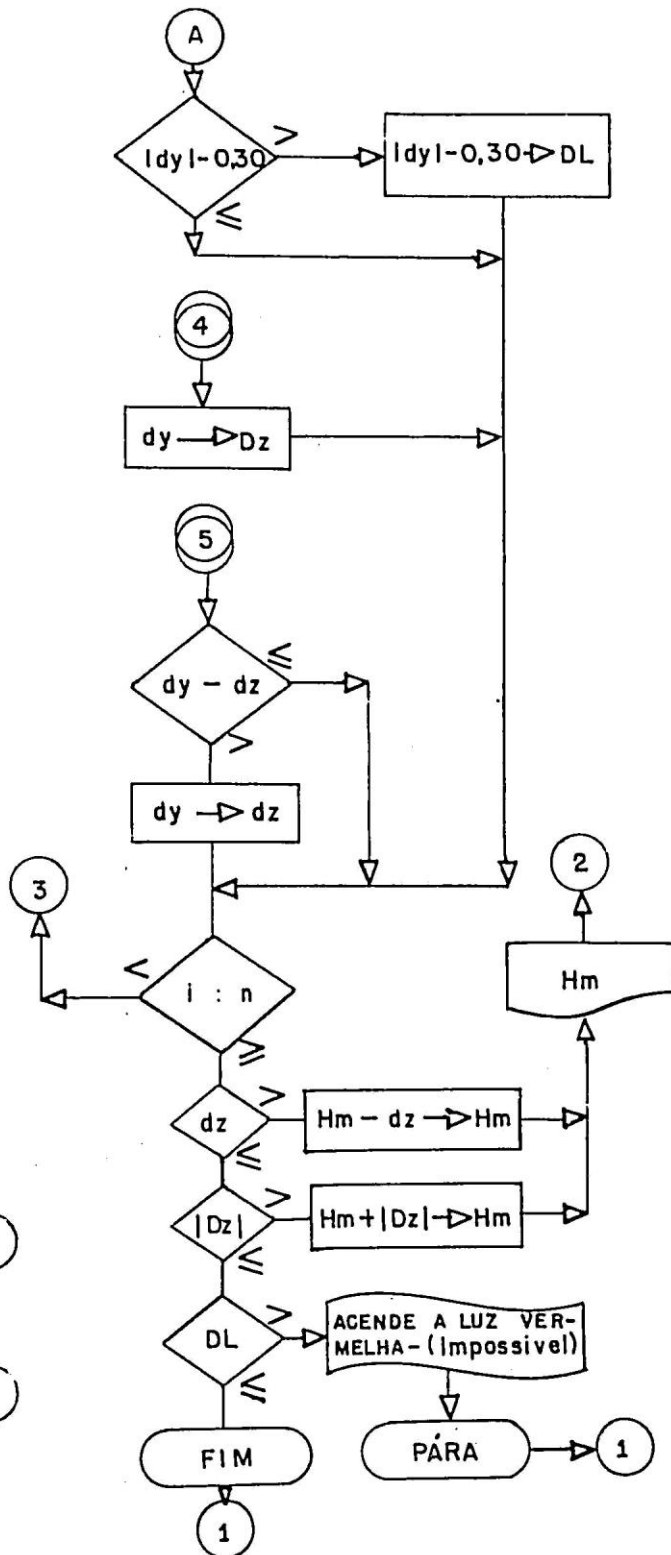 A
|dy|-0,30
>
|dy|-0,30→DL
≤
4
dy → Dz
5
≤
dy - dz
>
dy → dz
3
2
<
i : n
Hm
≥
dz
>
Hm - dz → Hm
≤
|Dz|
>
Hm+|Dz|→Hm
≤
DL
>
ACENDE A LUZ VER-
MELHA-(Impossivel)
≤
FIM
PÁRA
1
1